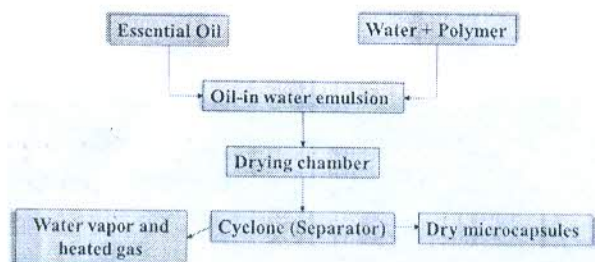 Essential Oil
Water + Polymer
Oil-in water emulsion
Drying chamber
Water vapor and
heated gas
Cyclone (Separator)
Dry microcapsules